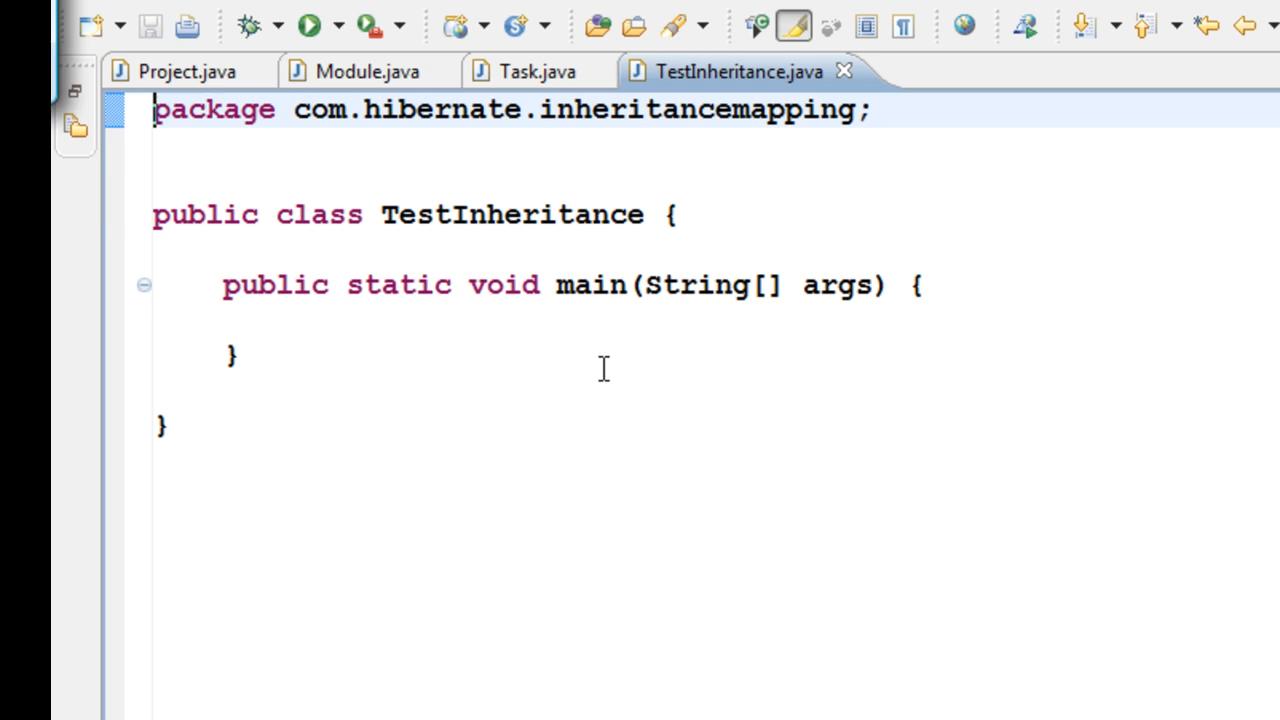 Project.java Module.java Task.java TestInheritance.java
package com.hibernate.inheritancemapping;
public class TestInheritance {
public static void main(String[] args) {
}
}